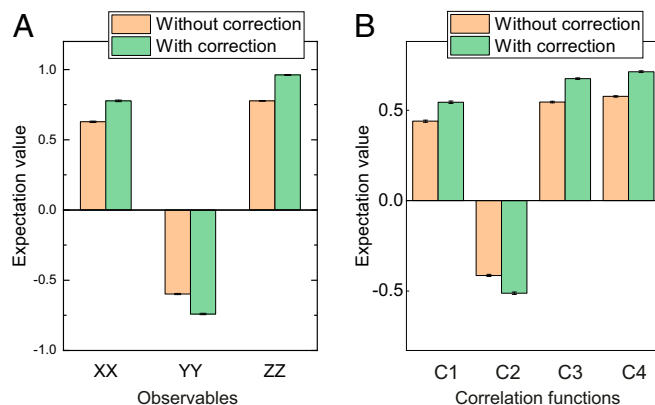 A
Without correction
With correction
Expectation value
1.0
0.5
0.0
-0.5
-1.0
XX YY ZZ
Observables
B
Without correction
With correction
Expectation value
0.5
0.0
-0.5
C1 C2 C3 C4
Correlation functions